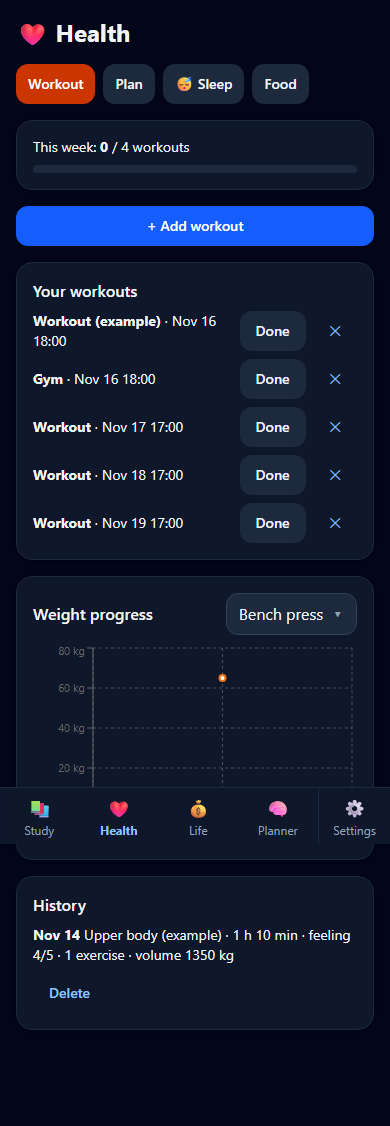 Health
Workout Plan Sleep Food
This week: 0 / 4 workouts
+ Add workout
Your workouts
Workout (example) · Nov 16
18:00
Done ×
Gym · Nov 16 18:00 Done ×
Workout · Nov 17 17:00 Done ×
Workout · Nov 18 17:00 Done ×
Workout · Nov 19 17:00 Done ×
Weight progress Bench press ▼
80 kg
60 kg
40 kg
20 kg
Study Health Life Planner Settings
History
Nov 14 Upper body (example) · 1 h 10 min · feeling
4/5 · 1 exercise · volume 1350 kg
Delete